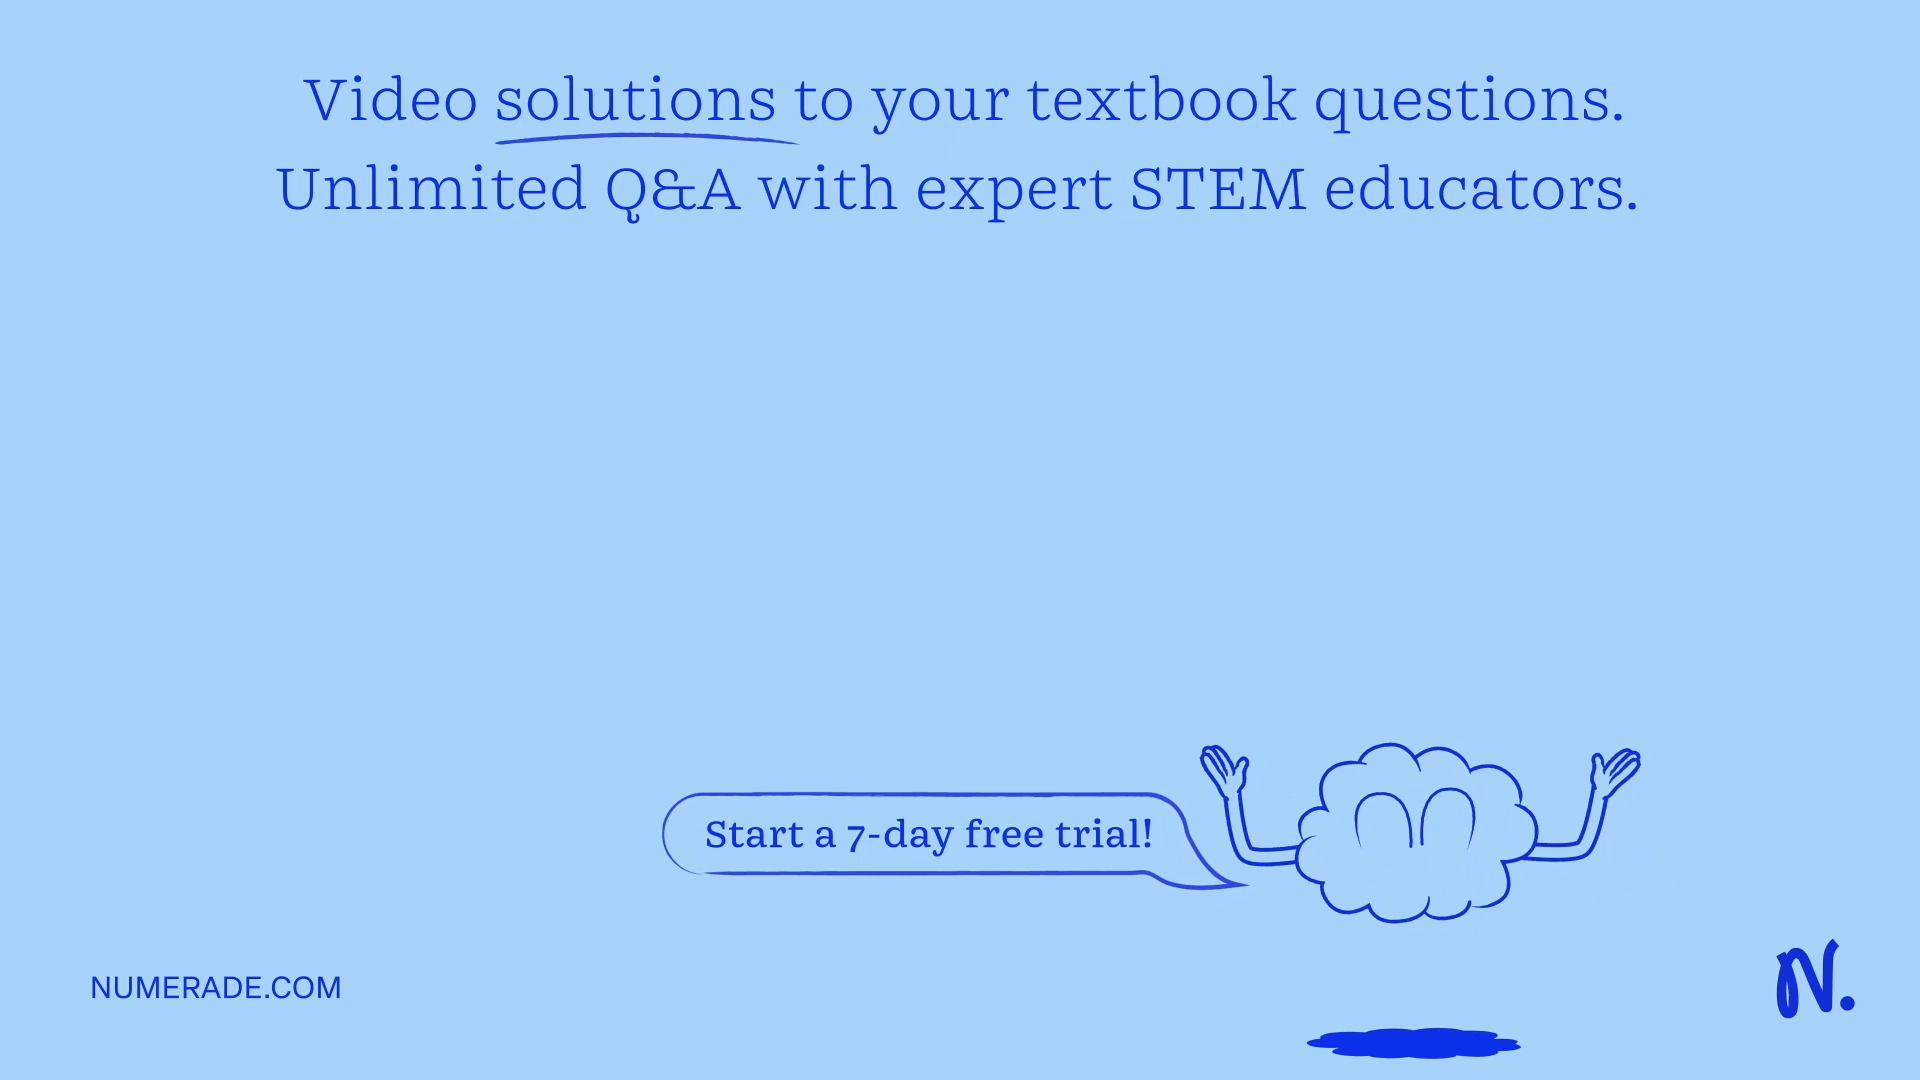 Video solutions to your textbook questions.
Unlimited Q&A with expert STEM educators.
Start a 7-day free trial!
NUMERADE.COM
N.